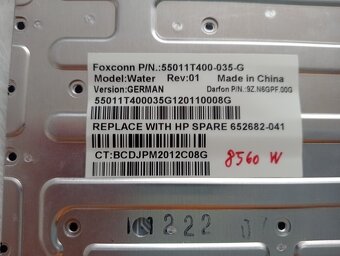 Foxconn P/N.:55011T400-035-G
Model:Water Rev:01 Made in China
Version:GERMAN Darfon P/N.:9Z.N6GPF.00G
55011T400035G120110008G
REPLACE WITH HP SPARE 652682-041
CT:BCDJPM2012C08G
8560 W
222